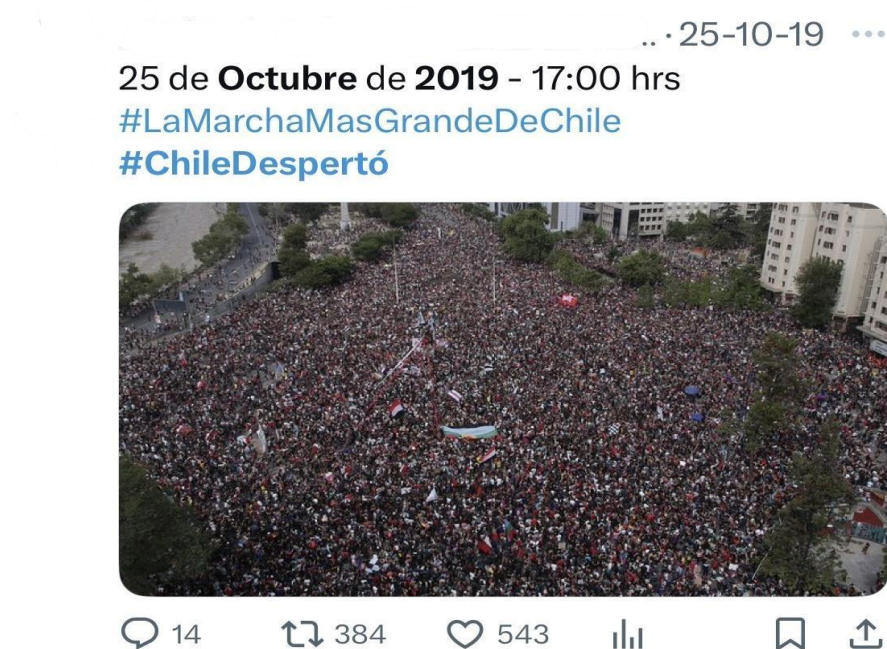 .. · 25-10-19
25 de Octubre de 2019 - 17:00 hrs
#LaMarchaMasGrandeDeChile
#ChileDespertó
14 384 543